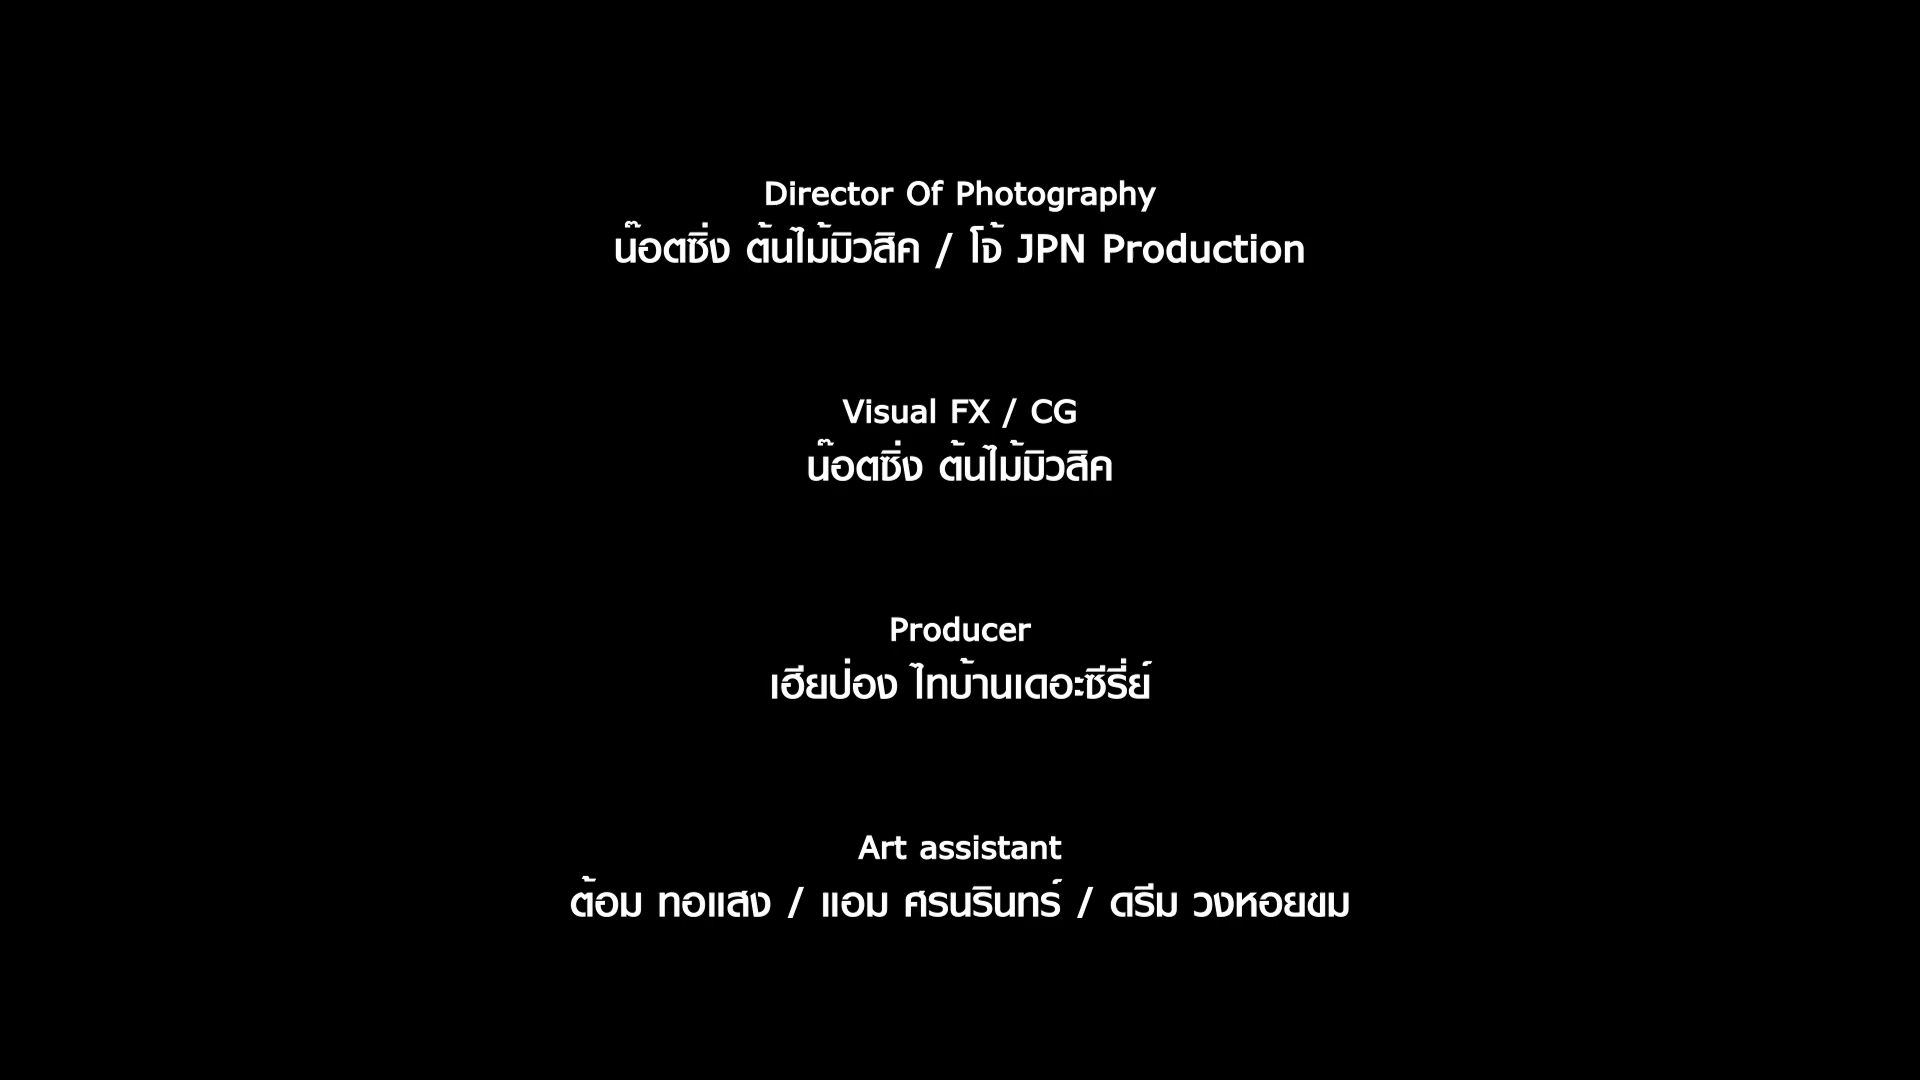 Director Of Photography
น๊อตซิ่ง ต้นไม้มิวสิค / โจ้ JPN Production
Visual FX / CG
น๊อตซิ่ง ต้นไม้มิวสิค
Producer
เฮียป่อง ไทบ้านเดอะซีรี่ย์
Art assistant
ต้อม ทอแสง / แอม ศรนรินทร์ / ดรีม วงหอยขม